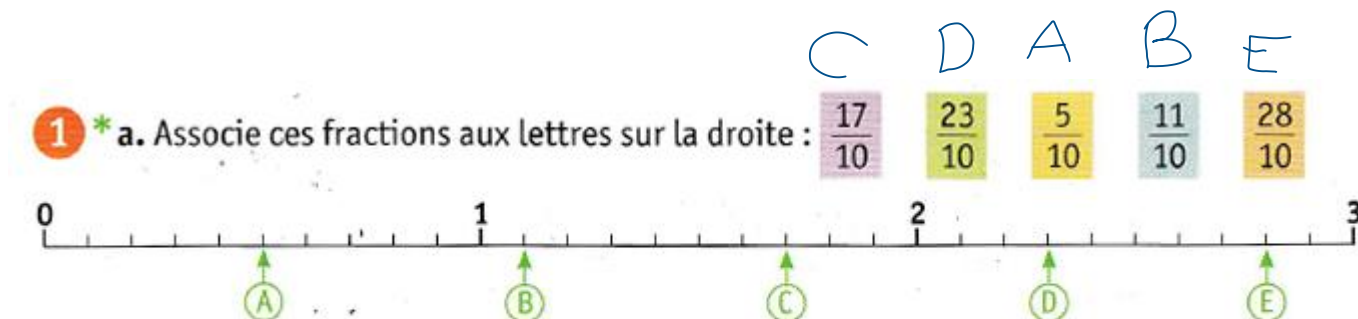 C D A B E
1 * a. Associe ces fractions aux lettres sur la droite : 17/10 23/10 5/10 11/10 28/10
0 1 2 3
A B C D E